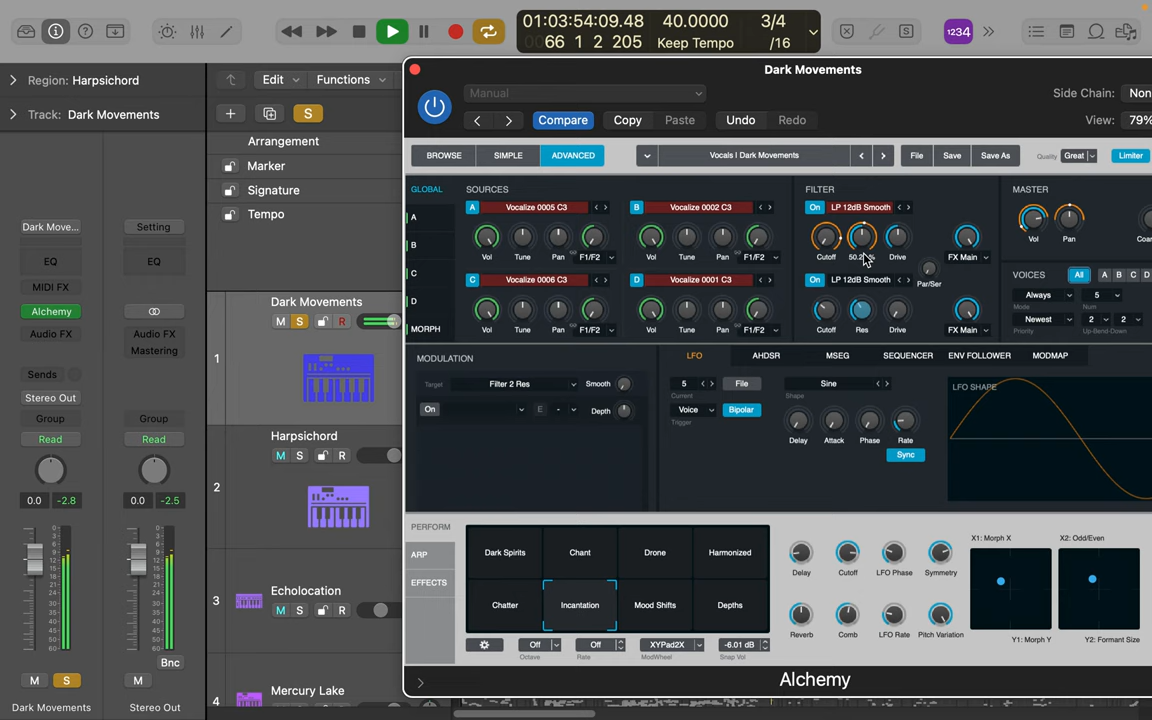 01:03:54:09.48 40.0000 3/4
0066 1 2 205 Keep Tempo /16
1234
Region: Harpsichord
Track: Dark Movements
Edit Functions
S
Arrangement
Marker
Signature
Tempo
Dark Move...
Setting
EQ
EQ
MIDI FX
Alchemy
Audio FX
Audio FX
Mastering
Sends
Stereo Out
Group
Group
Read
Read
0.0 -2.8
0.0 -2.5
Bnc
M S
M
Dark Movements
Stereo Out
1
Dark Movements
M S R
2
Harpsichord
M S R
3
Echolocation
M S R
4
Mercury Lake
Dark Movements
Manual
Side Chain: Non
Compare Copy Paste Undo Redo
View: 79%
BROWSE SIMPLE ADVANCED
Vocals | Dark Movements
File Save Save As
Quality Great Limiter
GLOBAL
A
B
C
D
MORPH
SOURCES
A Vocalize 0005 C3
B Vocalize 0002 C3
Vol Tune Pan F1/F2
Vol Tune Pan F1/F2
C Vocalize 0006 C3
D Vocalize 0001 C3
Vol Tune Pan F1/F2
Vol Tune Pan F1/F2
FILTER
On LP 12dB Smooth
Cutoff Drive FX Main
Par/Ser
On LP 12dB Smooth
Cutoff Res Drive FX Main
MASTER
Vol Pan Coar
VOICES All A B C D
Always 5
Mode Num
Newest 2 2
Priority Up-Bend-Down
MODULATION
Target Filter 2 Res Smooth
On E - Depth
LFO AHDSR MSEG SEQUENCER ENV FOLLOWER MODMAP
5 File
Current
Voice Bipolar
Trigger
Sine
Shape
Delay Attack Phase Rate
Sync
LFO SHAPE
PERFORM
ARP
EFFECTS
Dark Spirits Chant Drone Harmonized
Chatter Incantation Mood Shifts Depths
Off Off XYPad2X -6.01 dB
Octave Rate ModWheel Snap Vol
Delay Cutoff LFO Phase Symmetry
Reverb Comb LFO Rate Pitch Variation
X1: Morph X X2: Odd/Even
Y1: Morph Y Y2: Formant Size
Alchemy